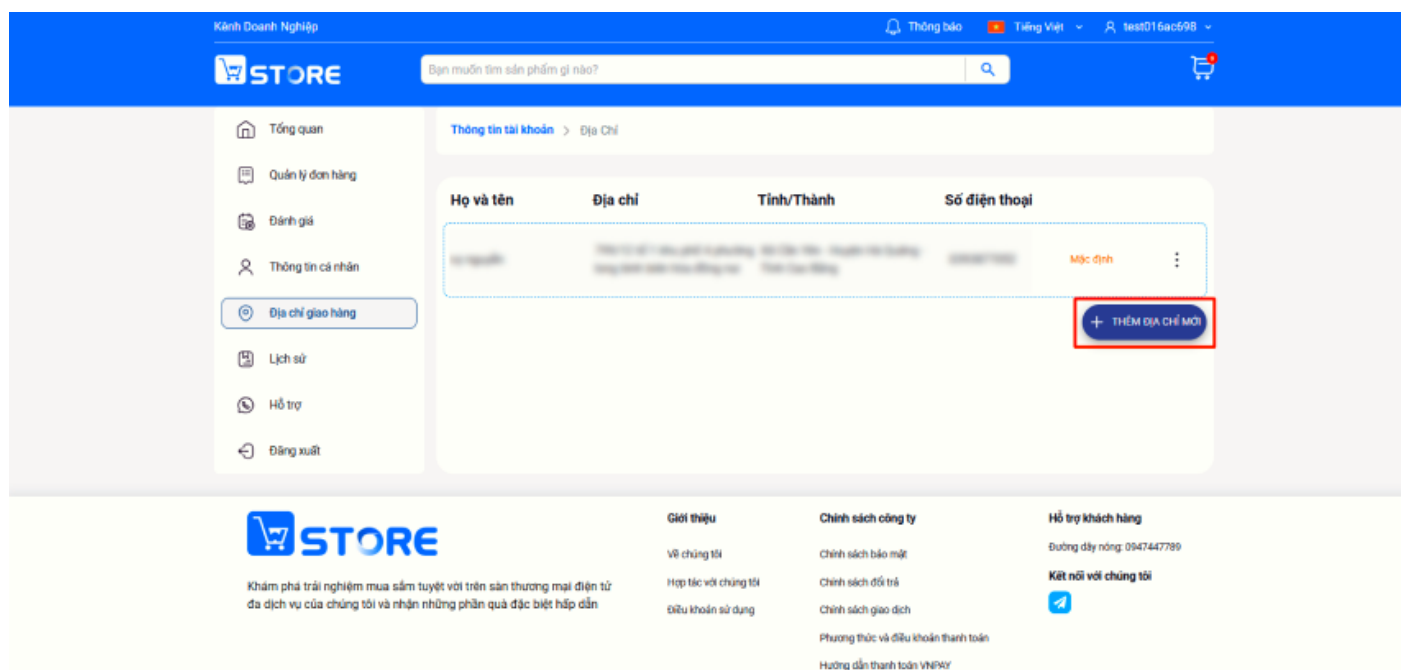 Kênh Doanh Nghiệp
Thông báo
Tiếng Việt
test016ac698
STORE
Bạn muốn tìm sản phẩm gì nào?
0
Tổng quan
Quản lý đơn hàng
Đánh giá
Thông tin cá nhân
Địa chỉ giao hàng
Lịch sử
Hỗ trợ
Đăng xuất
Thông tin tài khoản > Địa Chỉ
Họ và tên Địa chỉ Tỉnh/Thành Số điện thoại
Mặc định
+ THÊM ĐỊA CHỈ MỚI
STORE
Khám phá trải nghiệm mua sắm tuyệt vời trên sàn thương mại điện tử
đa dịch vụ của chúng tôi và nhận những phần quà đặc biệt hấp dẫn
Giới thiệu
Về chúng tôi
Hợp tác với chúng tôi
Điều khoản sử dụng
Chính sách công ty
Chính sách bảo mật
Chính sách đổi trả
Chính sách giao dịch
Phương thức và điều khoản thanh toán
Hướng dẫn thanh toán VNPAY
Hỗ trợ khách hàng
Đường dây nóng: 0947447789
Kết nối với chúng tôi